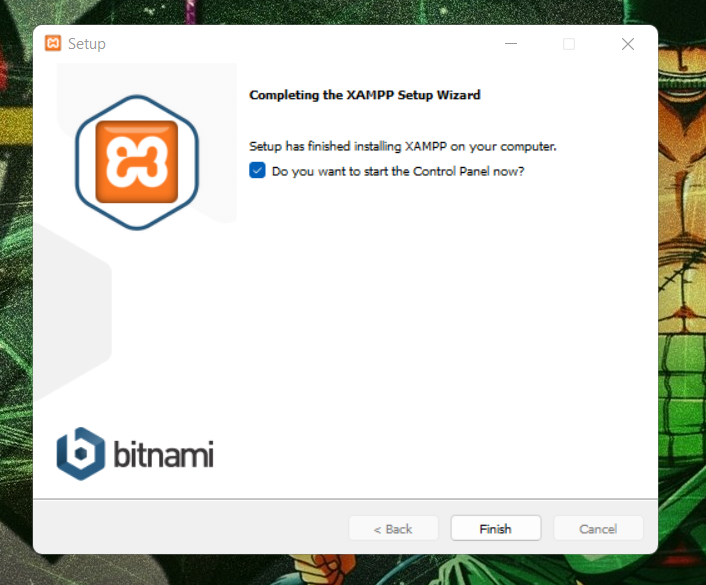 Setup
Completing the XAMPP Setup Wizard
Setup has finished installing XAMPP on your computer.
Do you want to start the Control Panel now?
bitnami
< Back
Finish
Cancel